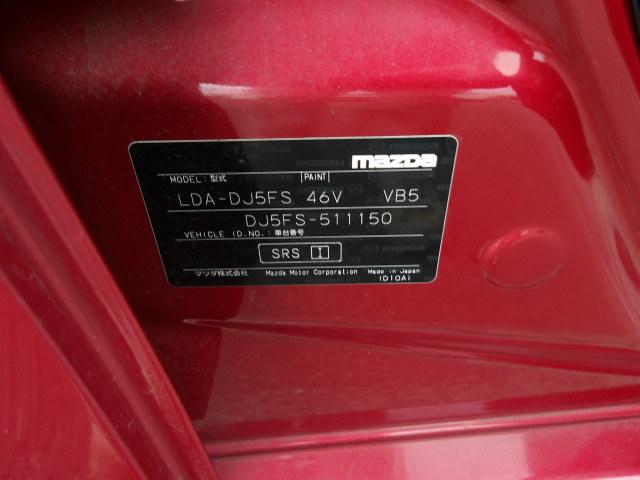 mazda
MODEL:型式 PAINT
LDA-DJ5FS 46V VB5
DJ5FS-511150
VEHICLE ID.NO.:車台番号
SRS I
マツダ株式会社 Mazda Motor Corporation Made in Japan
(D10A)